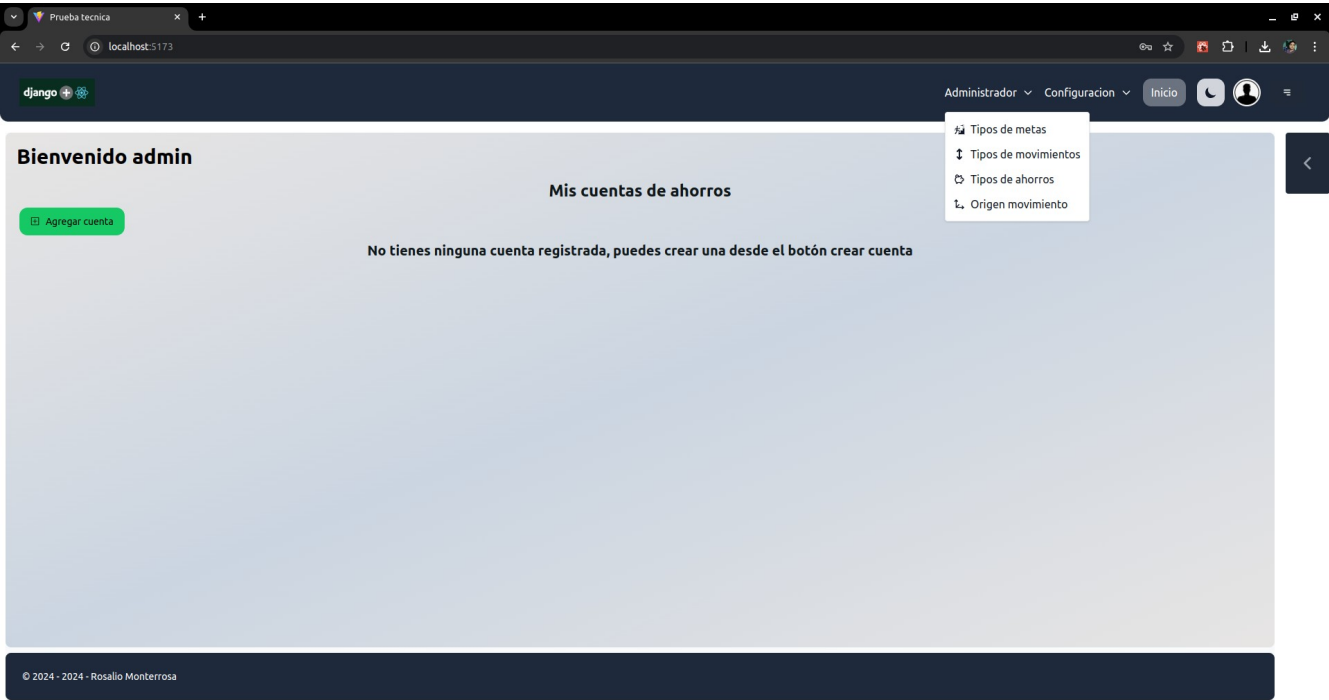 Prueba tecnica
localhost:5173
django
Administrador
Configuracion
Inicio
Tipos de metas
Tipos de movimientos
Tipos de ahorros
Origen movimiento
Bienvenido admin
Mis cuentas de ahorros
Agregar cuenta
No tienes ninguna cuenta registrada, puedes crear una desde el botón crear cuenta
© 2024 - 2024 - Rosalio Monterrosa